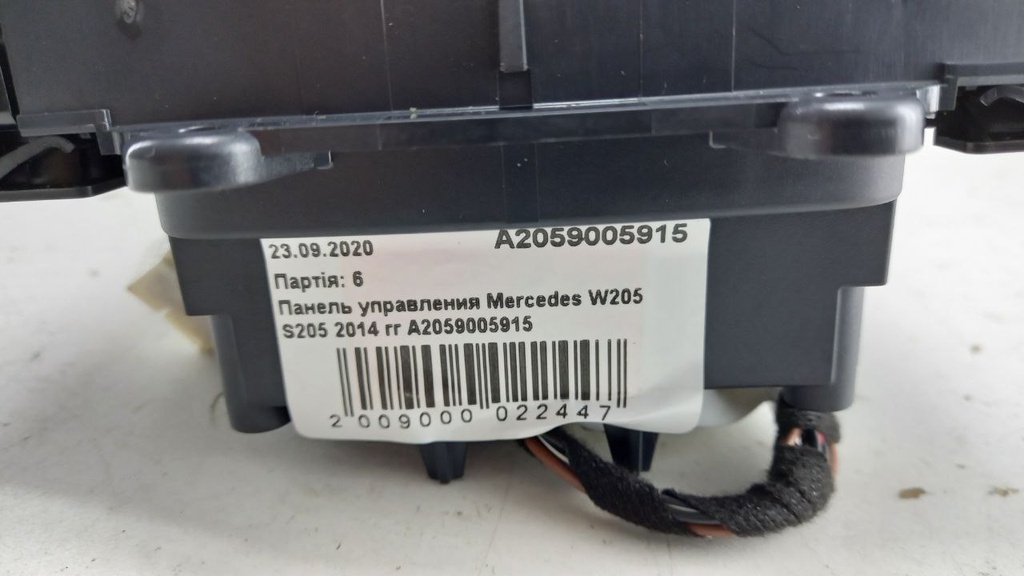 23.09.2020 A2059005915
Партія: 6
Панель управления Mercedes W205
S205 2014 гг A2059005915
2 009000 022447